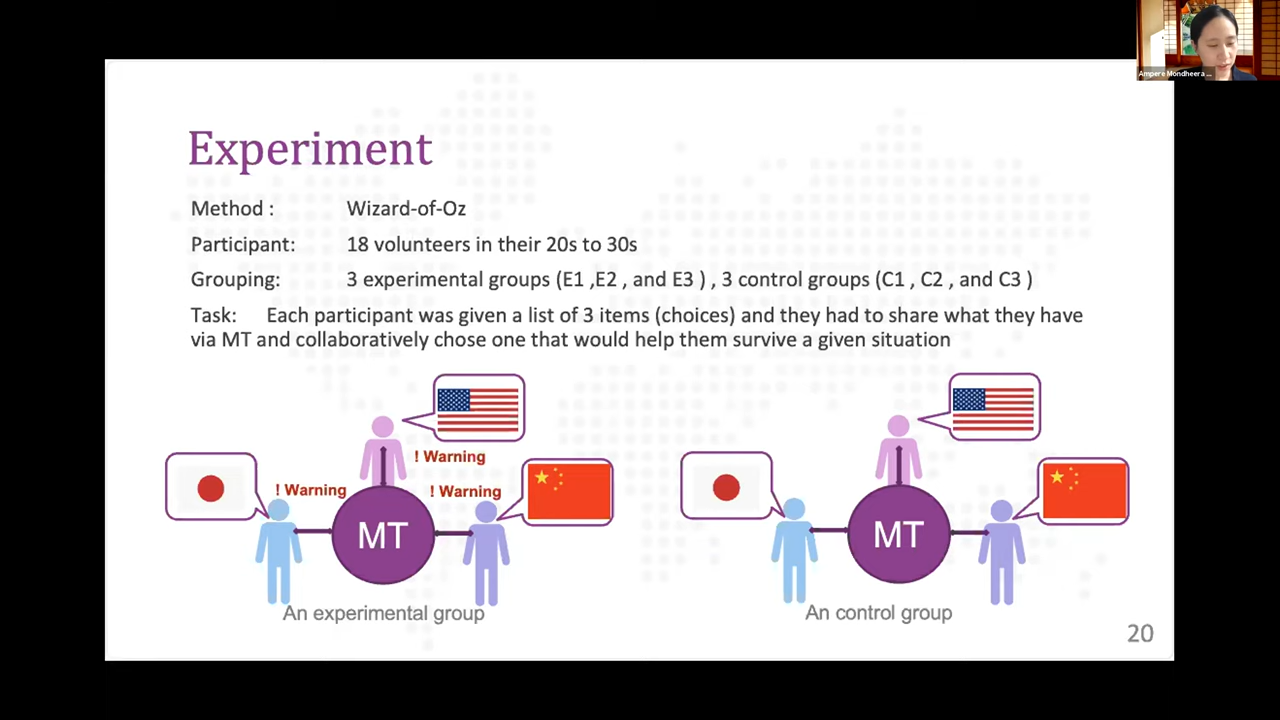 Ampere Mondheera ...
Experiment
Method : Wizard-of-Oz
Participant: 18 volunteers in their 20s to 30s
Grouping: 3 experimental groups (E1 ,E2 , and E3 ) , 3 control groups (C1 , C2 , and C3 )
Task: Each participant was given a list of 3 items (choices) and they had to share what they have
via MT and collaboratively chose one that would help them survive a given situation
! Warning
! Warning
! Warning
MT
MT
An experimental group
An control group
20